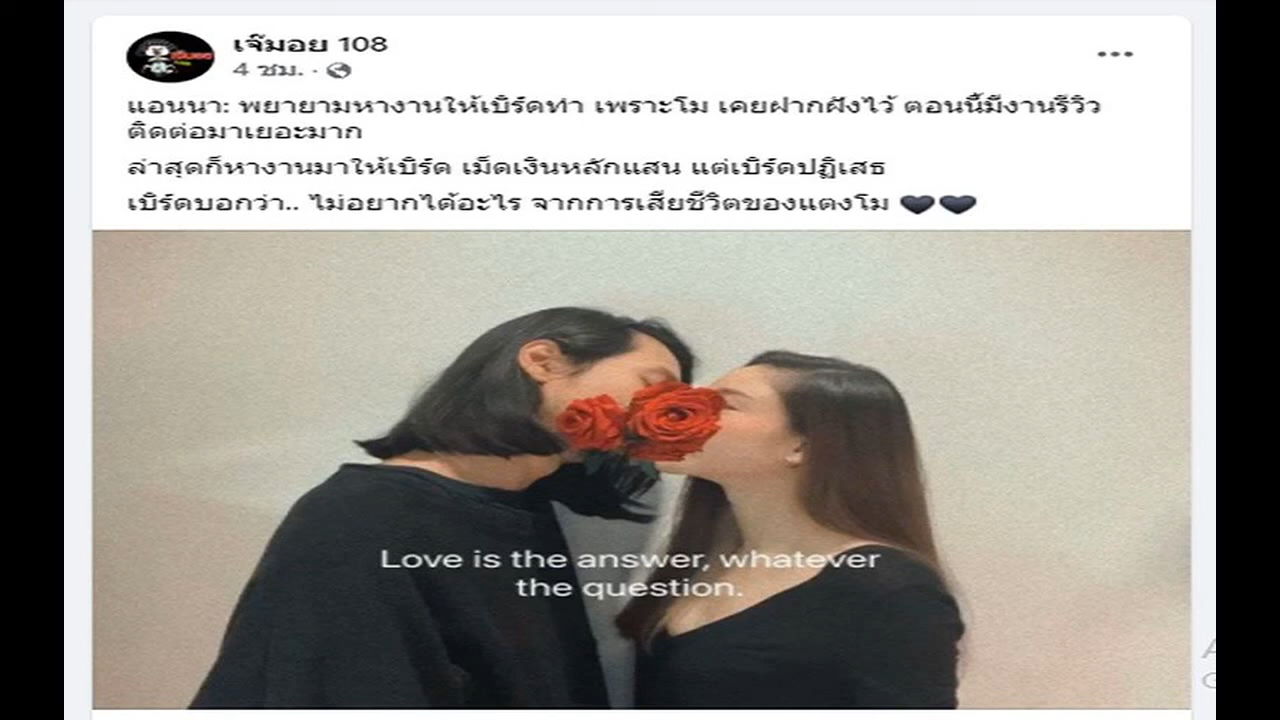 เจ๊มอย 108
4 ชม. ·
แอนนา: พยายามหางานให้เบิร์ดทำ เพราะโม เคยฝากฝังไว้ ตอนนี้มีงานรีวิว
ติดต่อมาเยอะมาก
ล่าสุดก็หางานมาให้เบิร์ด เม็ดเงินหลักแสน แต่เบิร์ดปฏิเสธ
เบิร์ดบอกว่า.. ไม่อยากได้อะไร จากการเสียชีวิตของแตงโม 🖤🖤
Love is the answer, whatever
the question.